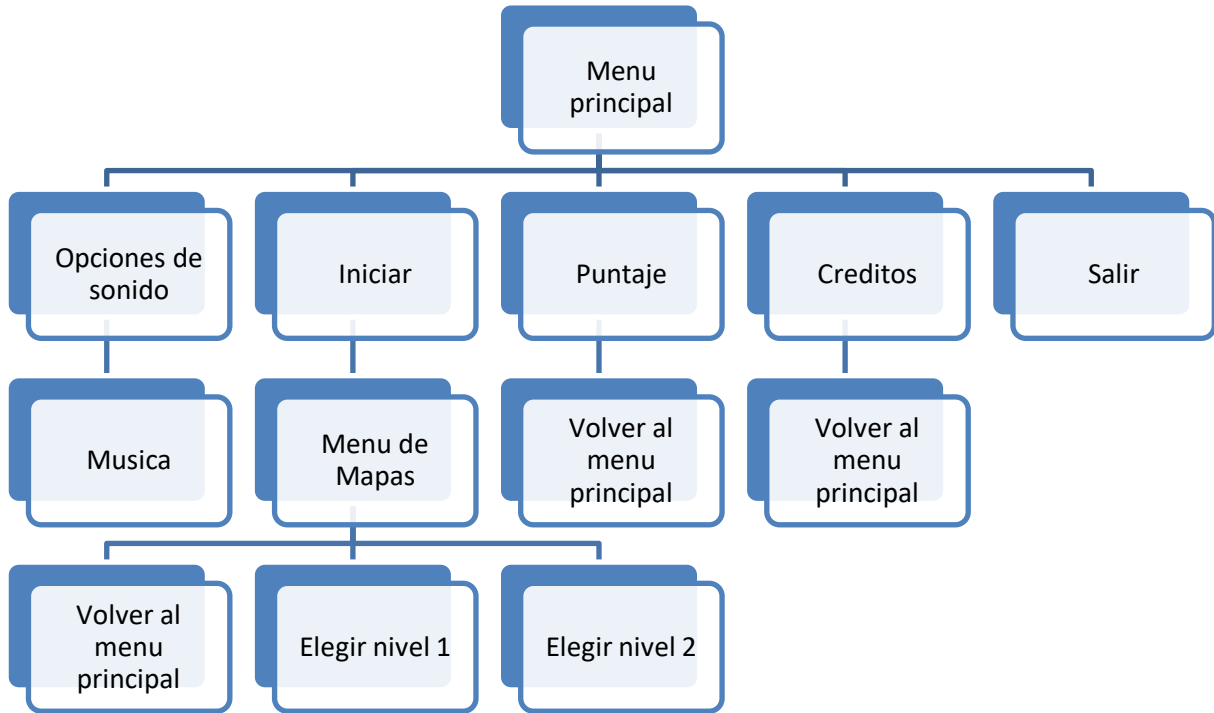 Menu
principal
Opciones de
sonido
Iniciar
Puntaje
Creditos
Salir
Musica
Menu de
Mapas
Volver al
menu
principal
Volver al
menu
principal
Volver al
menu
principal
Elegir nivel 1
Elegir nivel 2